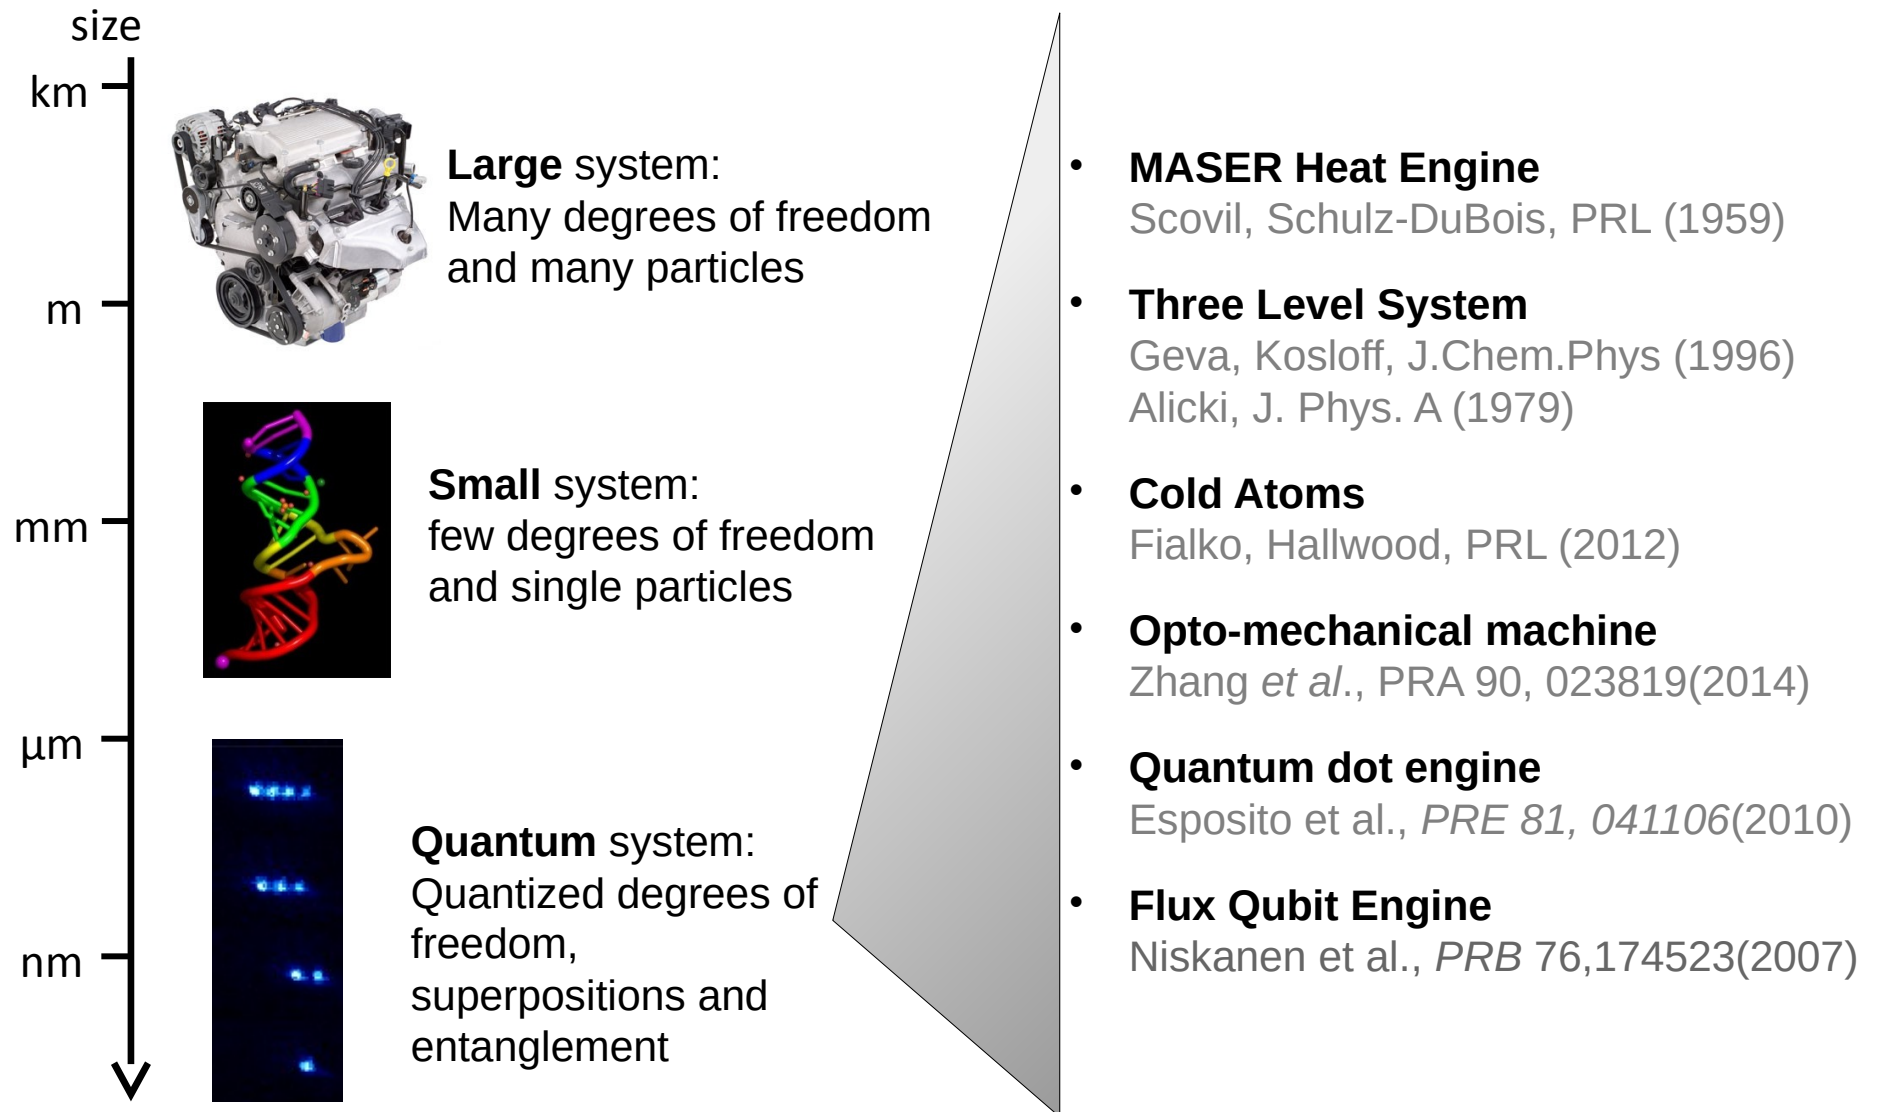 size
km
m
mm
µm
nm
Large system:
Many degrees of freedom
and many particles
Small system:
few degrees of freedom
and single particles
Quantum system:
Quantized degrees of
freedom,
superpositions and
entanglement
• MASER Heat Engine
Scovil, Schulz-DuBois, PRL (1959)
• Three Level System
Geva, Kosloff, J.Chem.Phys (1996)
Alicki, J. Phys. A (1979)
• Cold Atoms
Fialko, Hallwood, PRL (2012)
• Opto-mechanical machine
Zhang et al., PRA 90, 023819(2014)
• Quantum dot engine
Esposito et al., PRE 81, 041106(2010)
• Flux Qubit Engine
Niskanen et al., PRB 76,174523(2007)